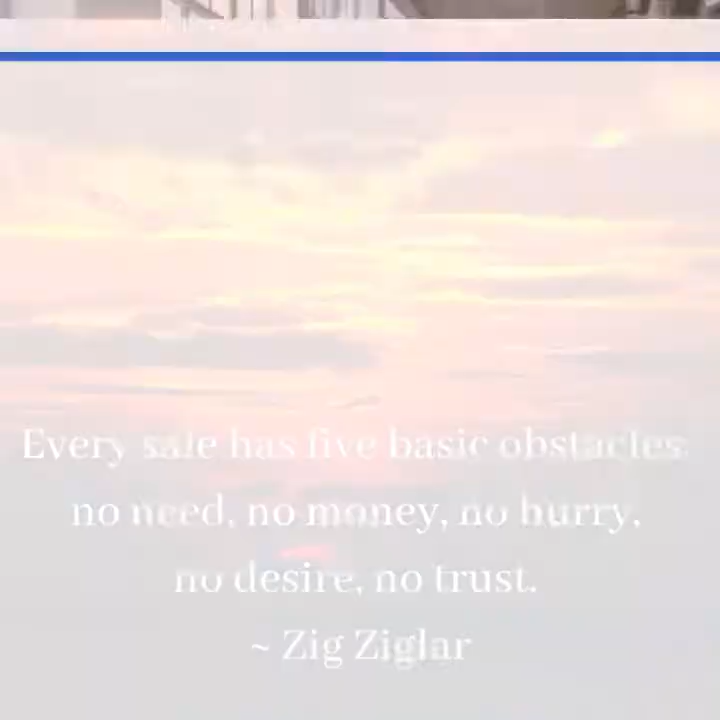 Every sale has five basic obstacles:
no need, no money, no hurry,
no desire, no trust.
~ Zig Ziglar